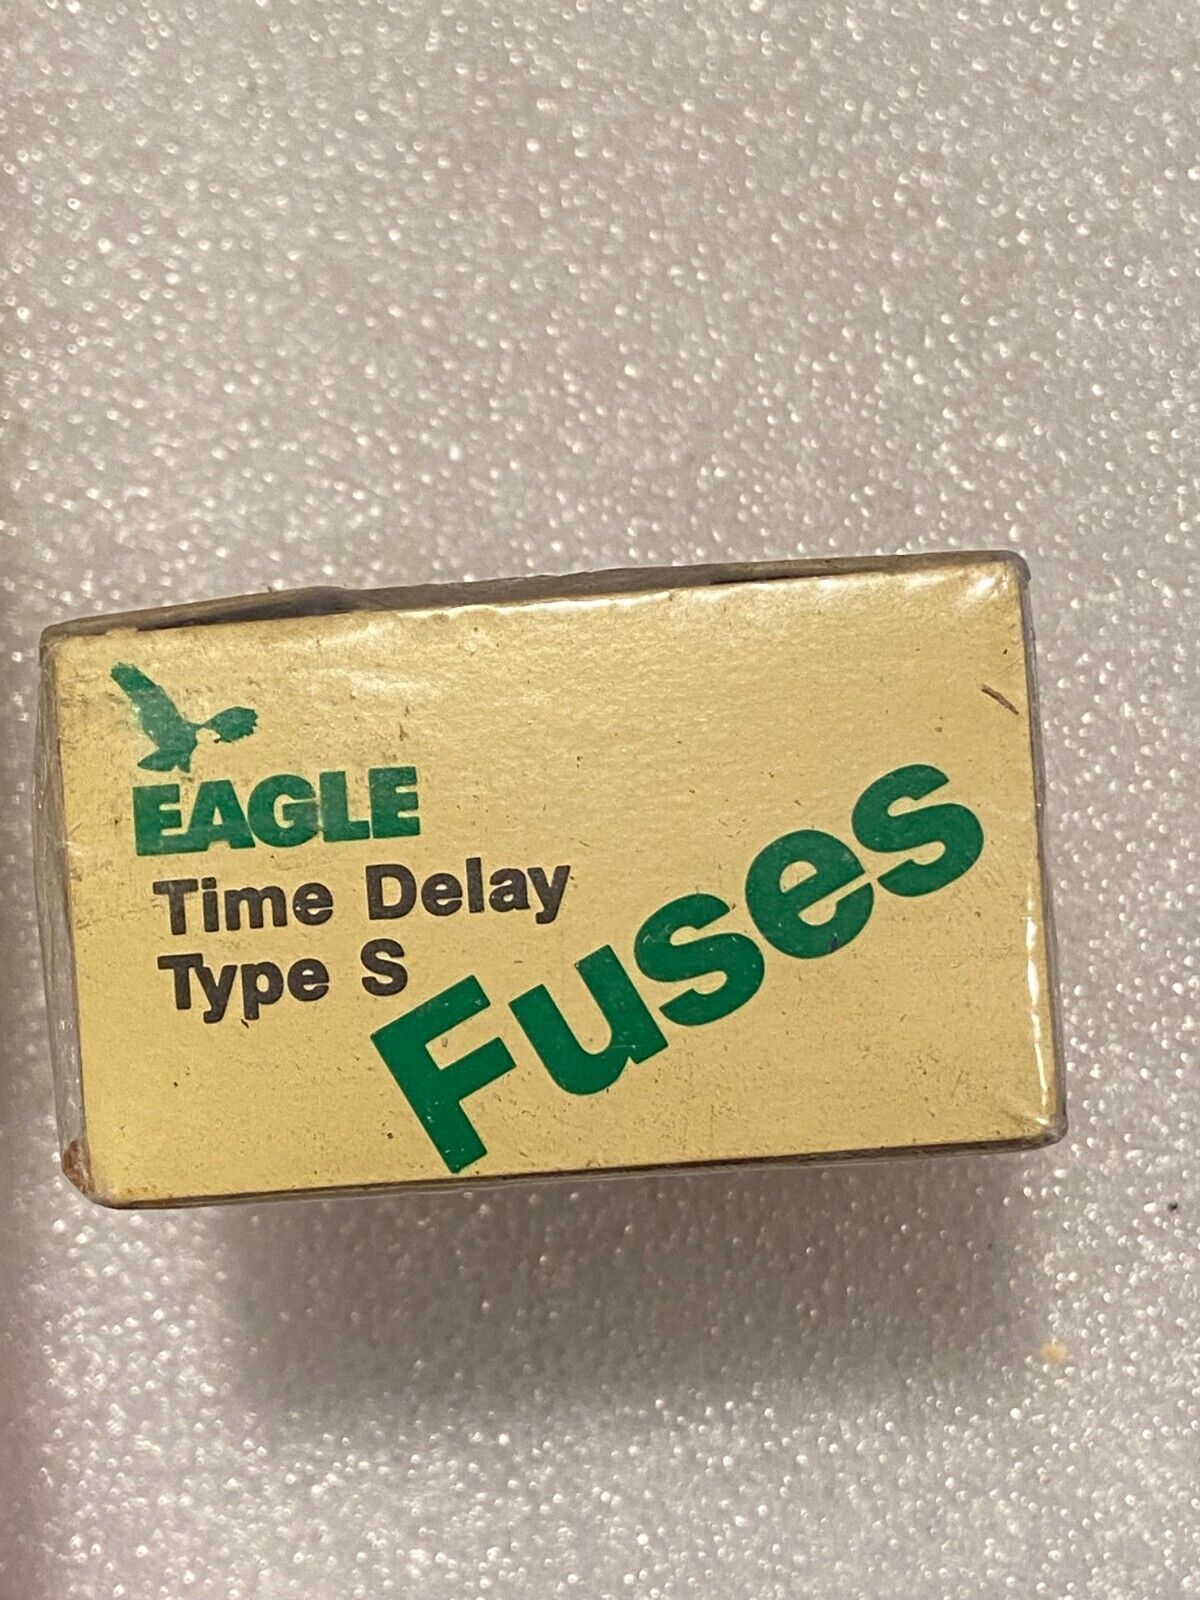 EAGLE
Time Delay
Type S
Fuses